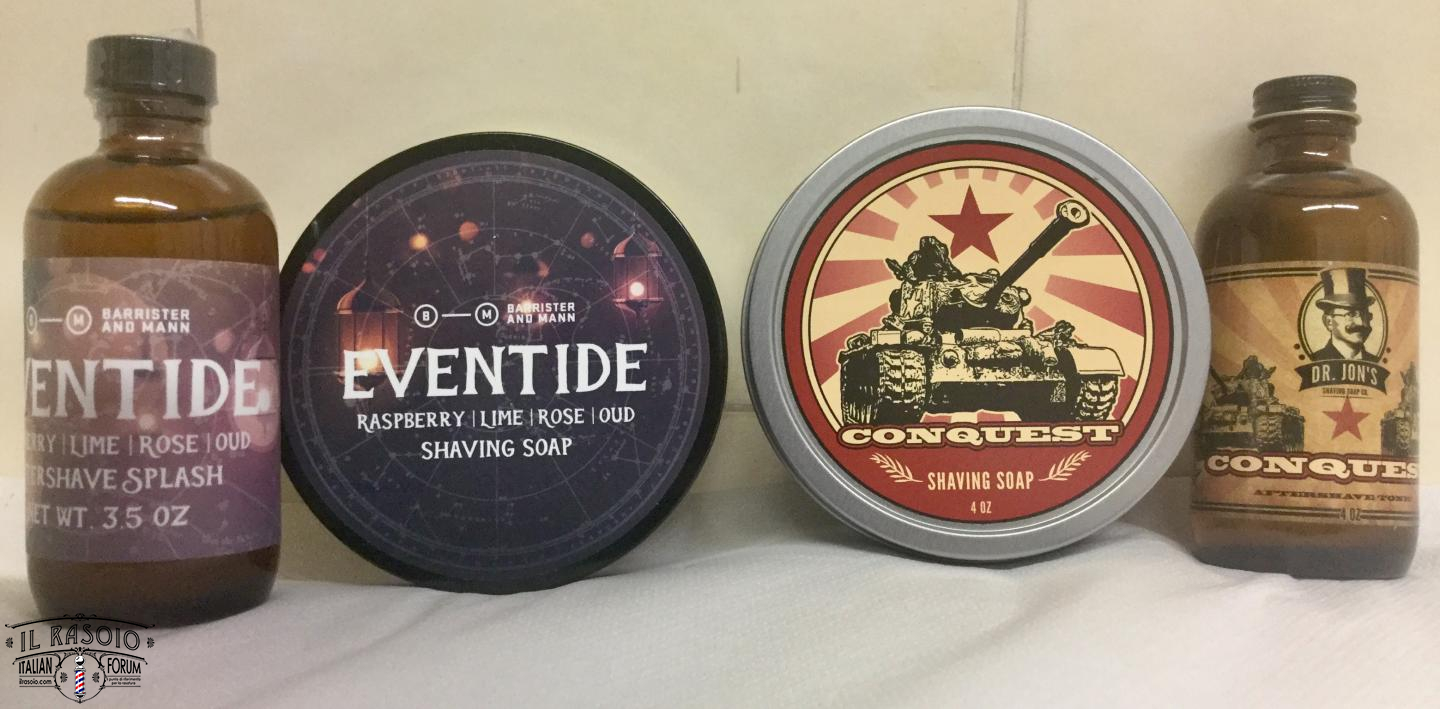 B M BARRISTER
AND MANN
VENTIDE
RRY | LIME | ROSE | OUD
TERSHAVE SPLASH
NET WT. 3.5 OZ
B M BARRISTER
AND MANN
EVENTIDE
RASPBERRY | LIME | ROSE | OUD
SHAVING SOAP
CONQUEST
SHAVING SOAP
4 OZ
DR. JON'S
SHAVING SOAP CO.
CONQUES
AFTERSHAVE TONI
4 OZ
IL RASOIO
ITALIAN FORUM
ilrasoio.com